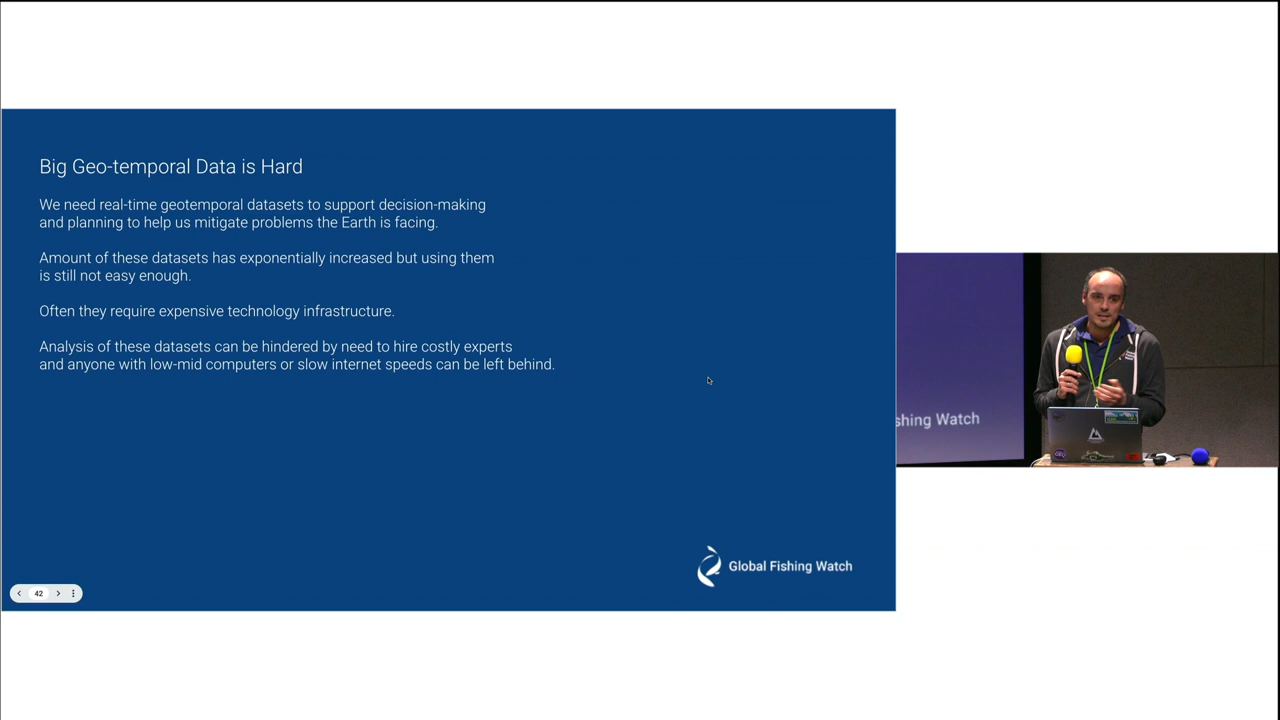 Big Geo-temporal Data is Hard
We need real-time geotemporal datasets to support decision-making
and planning to help us mitigate problems the Earth is facing.
Amount of these datasets has exponentially increased but using them
is still not easy enough.
Often they require expensive technology infrastructure.
Analysis of these datasets can be hindered by need to hire costly experts
and anyone with low-mid computers or slow internet speeds can be left behind.
shing Watch
Global Fishing Watch
42